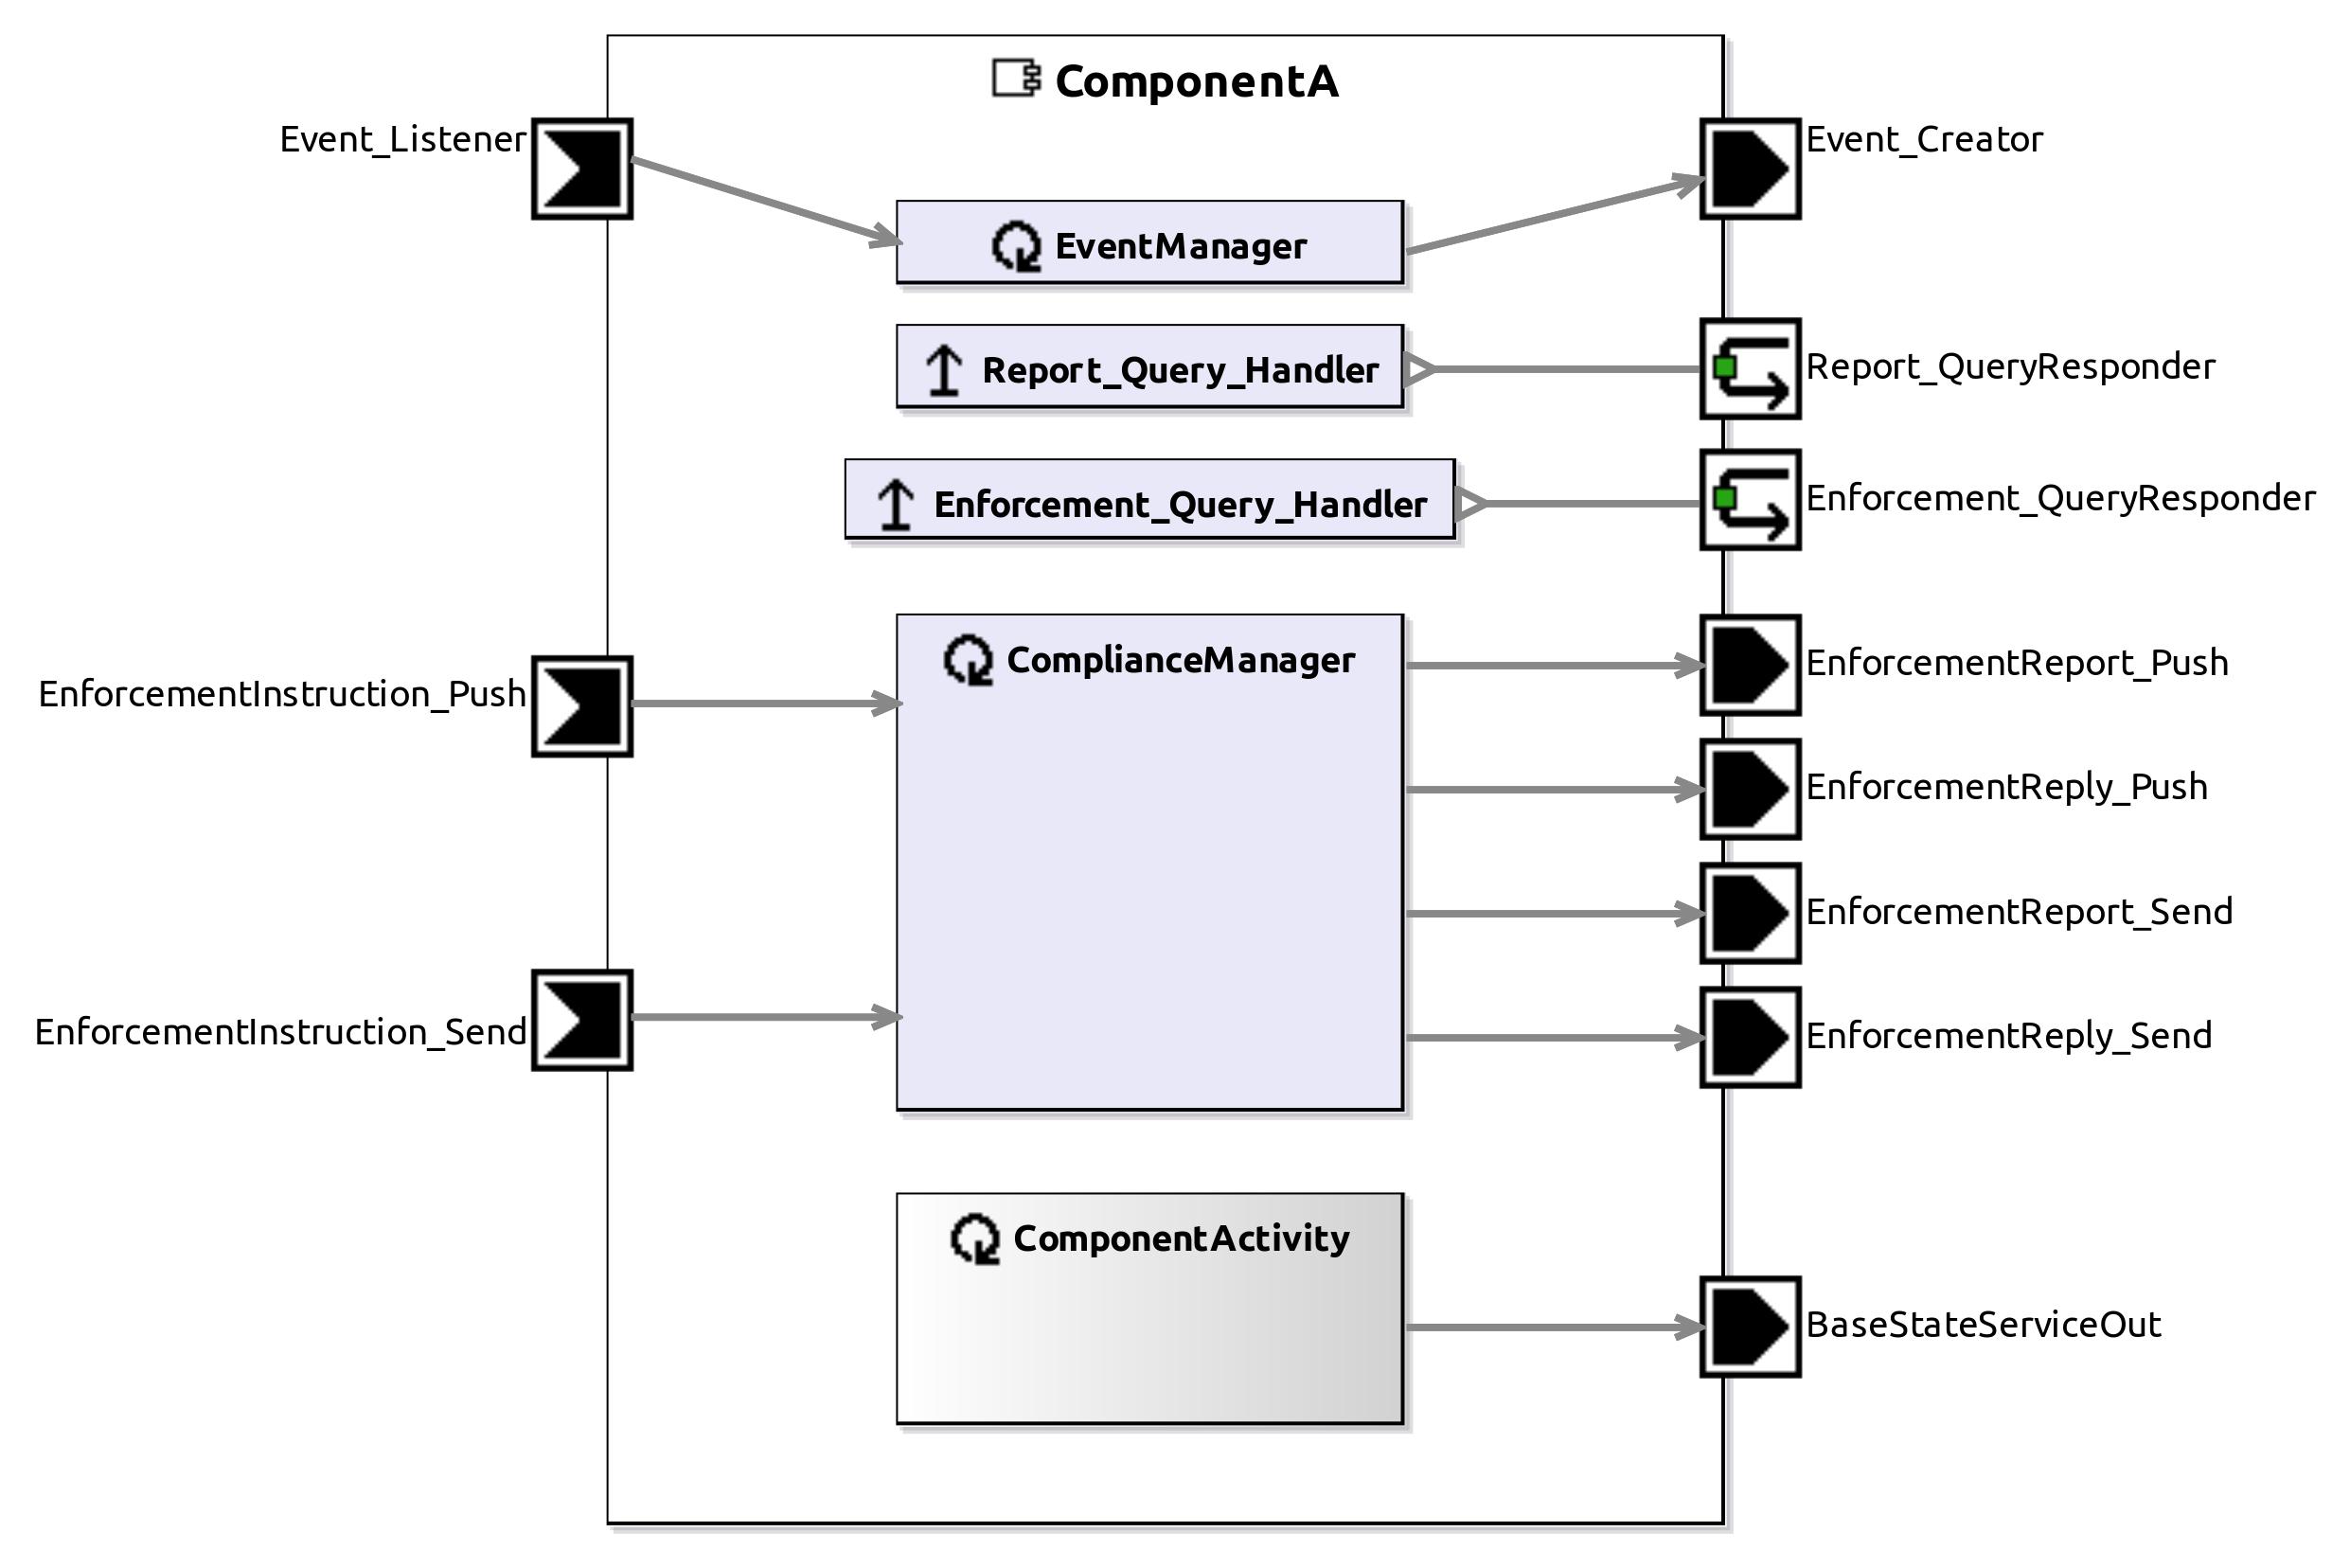 ComponentA
Event_Listener
Event_Creator
EventManager
Report_Query_Handler
Report_QueryResponder
Enforcement_Query_Handler
Enforcement_QueryResponder
EnforcementInstruction_Push
ComplianceManager
EnforcementReport_Push
EnforcementReply_Push
EnforcementReport_Send
EnforcementInstruction_Send
EnforcementReply_Send
ComponentActivity
BaseStateServiceOut